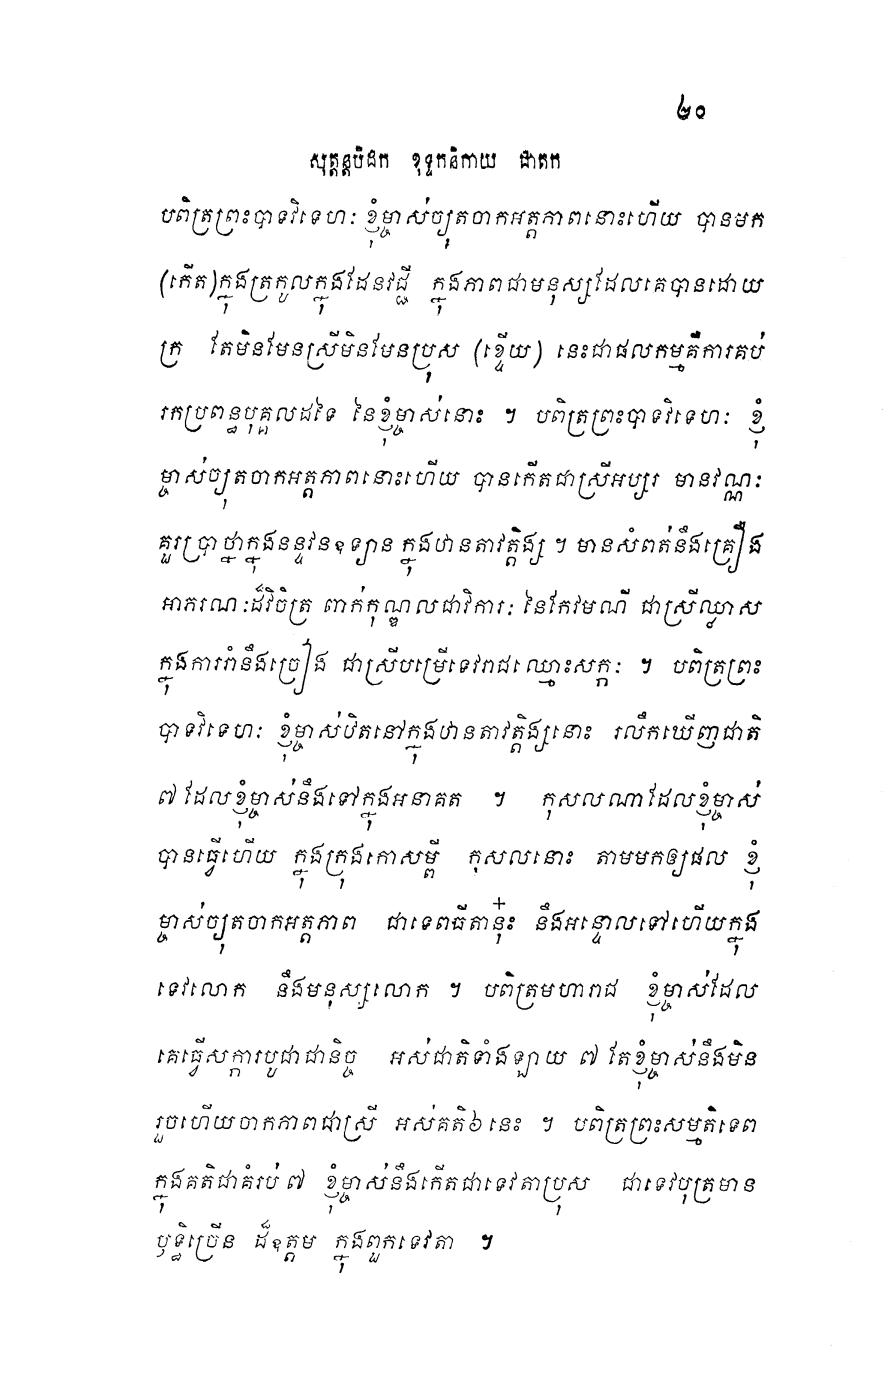 ៤០
សុត្តន្តបិដក ខុទ្ទកនិកាយ ជាតក
បពិត្រព្រះបាទវិទេហៈ ខ្ញុំម្ចាស់ច្យុតចាកអត្តភាពនោះហើយ បានមក
(កើត)ក្នុងត្រកូលក្នុងដែនវជ្ជី ក្នុងភាពជាមនុស្សដែលគេបានដោយ
ក្រ តែមិនមែនស្រីមិនមែនប្រុស (ខ្ទើយ) នេះជាផលកម្មគឺការគប់
រកប្រពន្ធបុគ្គលដទៃ នៃខ្ញុំម្ចាស់នោះ ។ បពិត្រព្រះបាទវិទេហៈ ខ្ញុំ
ម្ចាស់ច្យុតចាកអត្តភាពនោះហើយ បានកើតជាស្រីអប្សរ មានវណ្ណៈ
គួរប្រាថ្នាក្នុងនន្ទវនឧទ្យាន ក្នុងឋានតាវត្តិង្ស ។ មានសំពត់នឹងគ្រឿង
អាភរណៈដ៏វិចិត្រ ពាក់កុណ្ឌលជាវិការៈ នៃកែវមណី ជាស្រីឈ្លាស
ក្នុងការរាំនឹងច្រៀង ជាស្រីបម្រើទេវរាជឈ្មោះសក្កៈ ។ បពិត្រព្រះ
បាទវិទេហៈ ខ្ញុំម្ចាស់ឋិតនៅក្នុងឋានតាវត្តិង្សនោះ រលឹកឃើញជាតិ
៧ ដែលខ្ញុំម្ចាស់នឹងទៅក្នុងអនាគត ។ កុសលណាដែលខ្ញុំម្ចាស់
បានធ្វើហើយ ក្នុងក្រុងកោសម្ពី កុសលនោះ តាមមកឲ្យផល ខ្ញុំ
ម្ចាស់ច្យុតចាកអត្តភាព ជាទេពធីតានុ៎ះ នឹងអន្ទោលទៅហើយក្នុង
ទេវលោក នឹងមនុស្សលោក ។ បពិត្រមហារាជ ខ្ញុំម្ចាស់ដែល
គេធ្វើសក្ការបូជាជានិច្ច អស់ជាតិទាំងឡាយ ៧ តែខ្ញុំម្ចាស់នឹងមិន
រួចហើយចាកភាពជាស្រី អស់គតិ៦នេះ ។ បពិត្រព្រះសម្មតិទេព
ក្នុងគតិជាគំរប់ ៧ ខ្ញុំម្ចាស់នឹងកើតជាទេវតាប្រុស ជាទេវបុត្រមាន
ឫទ្ធិច្រើន ដ៏ឧត្តម ក្នុងពួកទេវតា ។